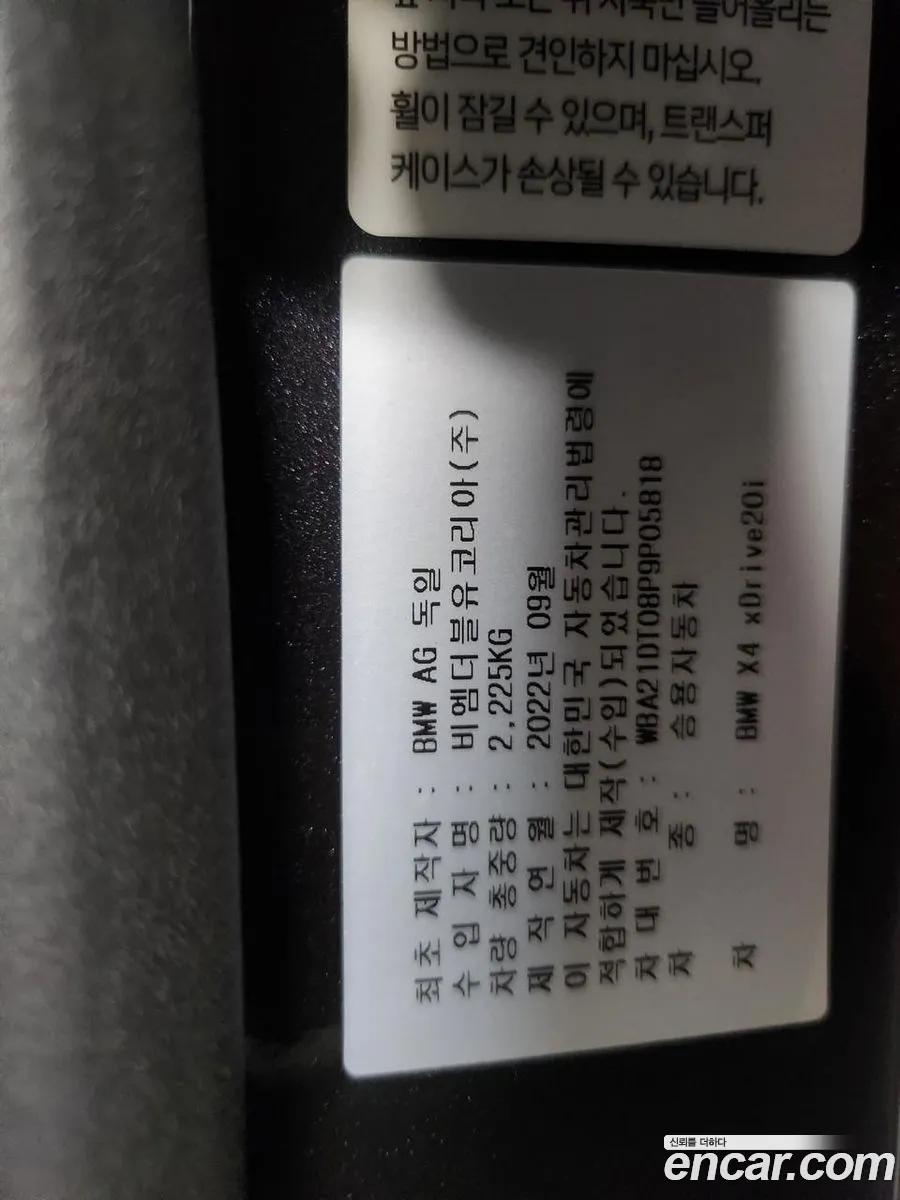 방법으로 견인하지 마십시오.
휠이 잠길 수 있으며, 트랜스퍼
케이스가 손상될 수 있습니다.
최초 제작자 : BMW AG 독일
수 입 자 명 : 비엠더블유코리아(주)
차량 총중량 : 2,225KG
제 작 연 월 : 2022년 09월
이 자동차는 대한민국 자동차관리법령에
적합하게 제작(수입)되었습니다.
차 대 번 호 : WBA21DT08P9P05818
차 종 : 승용자동차
차 명 : BMW X4 xDrive20i
신뢰를 더하다
encar.com